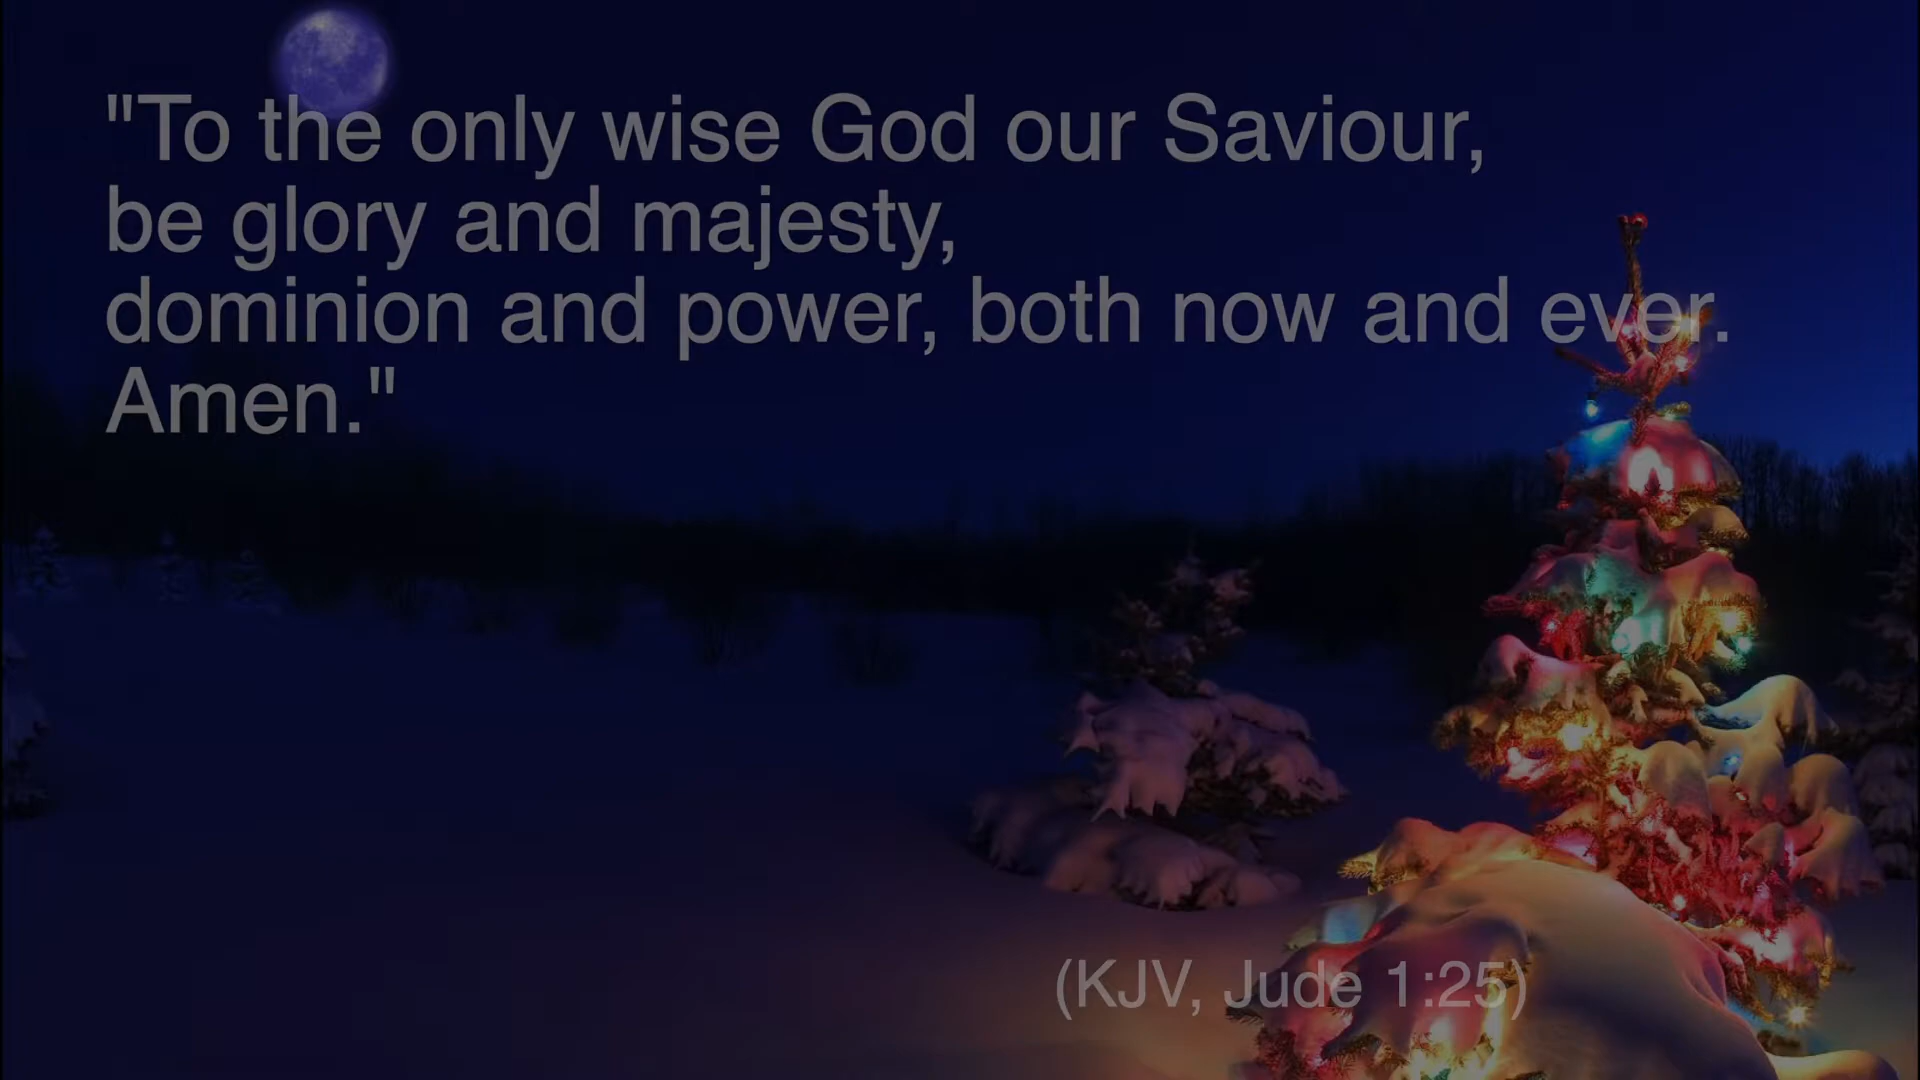 "To the only wise God our Saviour,
be glory and majesty,
dominion and power, both now and ever.
Amen."
(KJV, Jude 1:25)